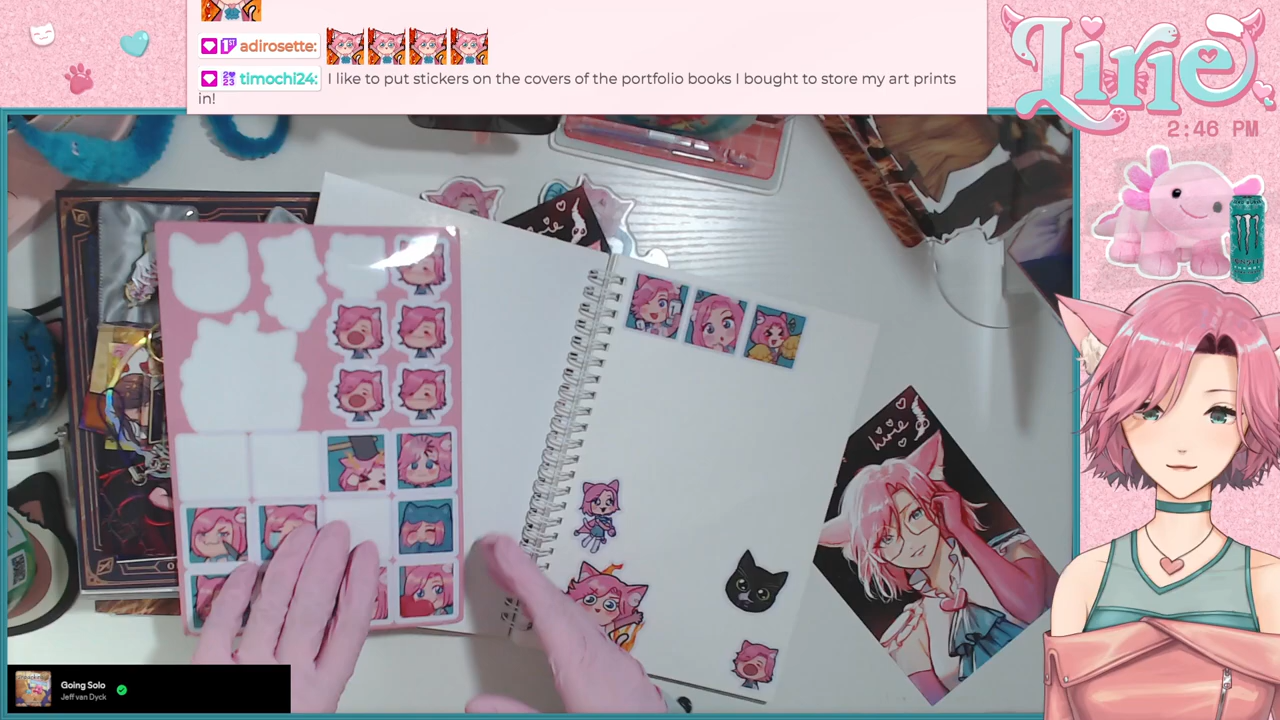 adirosette:
timochi24: I like to put stickers on the covers of the portfolio books I bought to store my art prints
in!
Lirie
2:46 PM
Lirie
Going Solo
Jeff van Dyck